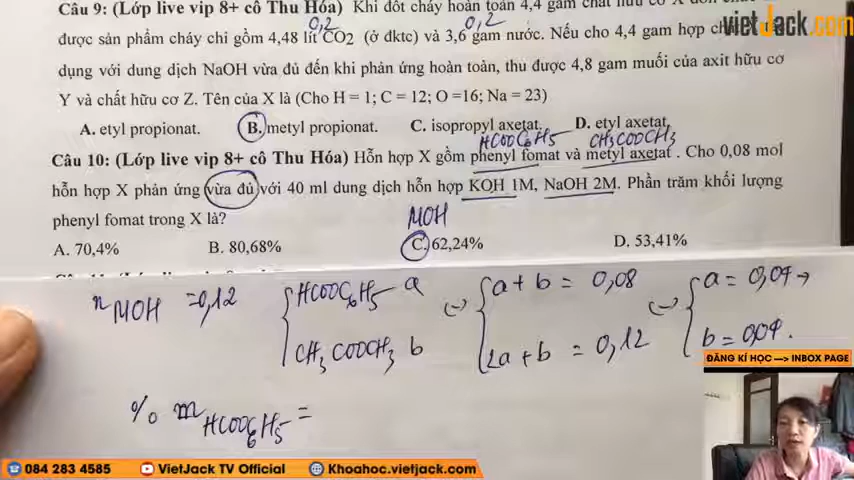 Câu 9: (Lớp live vip 8+ cô Thu Hóa) Khi đốt cháy hoàn toàn 4,4 gam chất hữu cơ X đơn
0,2 0,2
được sản phẩm cháy chỉ gồm 4,48 lít CO2 (ở đktc) và 3,6 gam nước. Nếu cho 4,4 gam hợp
vietJack.com
dụng với dung dịch NaOH vừa đủ đến khi phản ứng hoàn toàn, thu được 4,8 gam muối của axit hữu cơ
Y và chất hữu cơ Z. Tên của X là (Cho H = 1; C = 12; O =16; Na = 23)
A. etyl propionat. B. metyl propionat. C. isopropyl axetat. D. etyl axetat.
HCOOC6H5 CH3COOCH3
Câu 10: (Lớp live vip 8+ cô Thu Hóa) Hỗn hợp X gồm phenyl fomat và metyl axetat . Cho 0,08 mol
hỗn hợp X phản ứng vừa đủ với 40 ml dung dịch hỗn hợp KOH 1M, NaOH 2M. Phần trăm khối lượng
phenyl fomat trong X là?
MOH
A. 70,4% B. 80,68% C. 62,24% D. 53,41%
nMOH = 0,12 HCOOC6H5 a a + b = 0,08 a = 0,04 →
CH3COOCH3 b 2a + b = 0,12 b = 0,04.
ĐĂNG KÍ HỌC —> INBOX PAGE
% mHCOOC6H5 =
084 283 4585 VietJack TV Official Khoahoc.vietjack.com